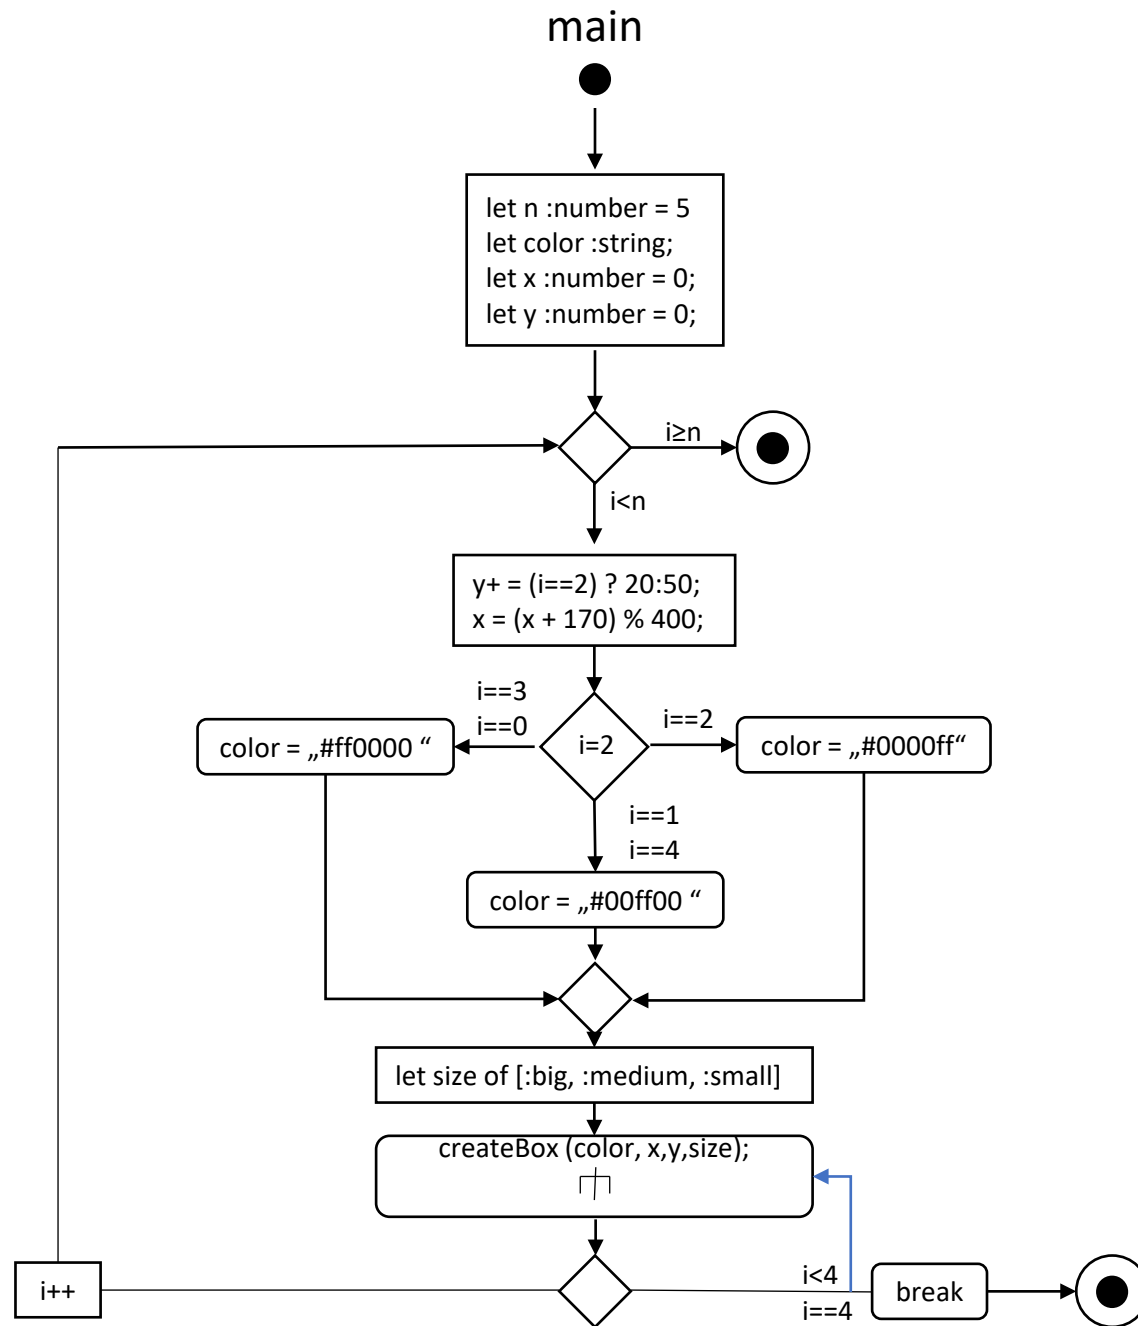 main
let n :number = 5
let color :string;
let x :number = 0;
let y :number = 0;
i≥n
i<n
y+ = (i==2) ? 20:50;
x = (x + 170) % 400;
i==3
i==0
i=2
i==2
color = „#ff0000 “
color = „#0000ff“
i==1
i==4
color = „#00ff00 “
let size of [:big, :medium, :small]
createBox (color, x,y,size);
i++
i<4
i==4
break